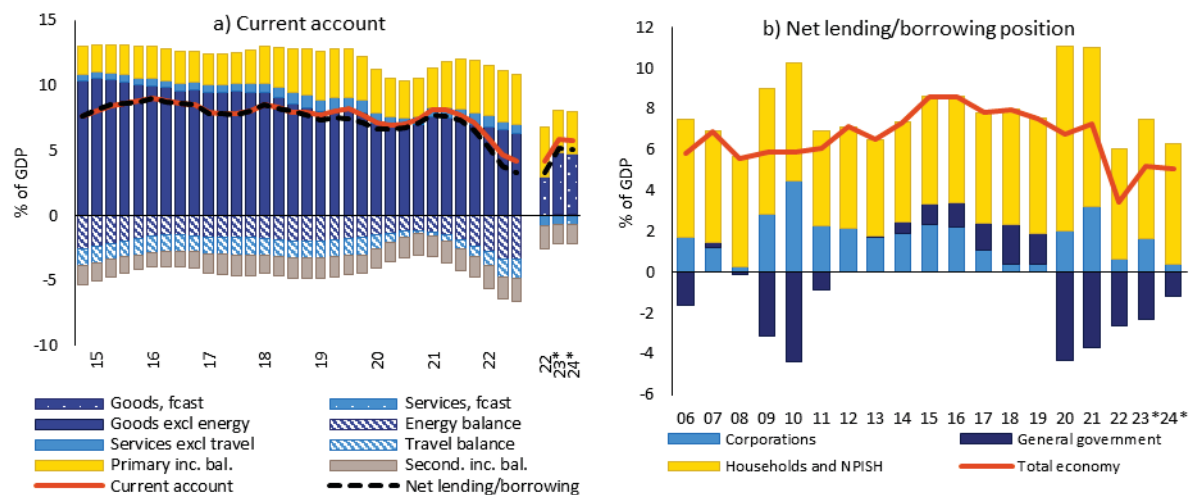 a) Current account
% of GDP
15
10
5
0
-5
-10
15
16
17
18
19
20
21
22
22
23*
24*
Goods, fcast
Services, fcast
Goods excl energy
Energy balance
Services excl travel
Travel balance
Primary inc. bal.
Second. inc. bal.
Current account
Net lending/borrowing
b) Net lending/borrowing position
% of GDP
12
10
8
6
4
2
0
-2
-4
-6
06 07 08 09 10 11 12 13 14 15 16 17 18 19 20 21 22 23* 24*
Corporations
General government
Households and NPISH
Total economy